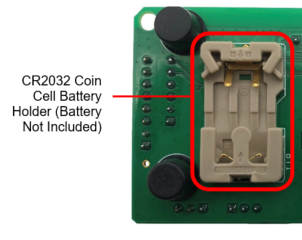 CR2032 Coin
Cell Battery
Holder (Battery
Not Included)